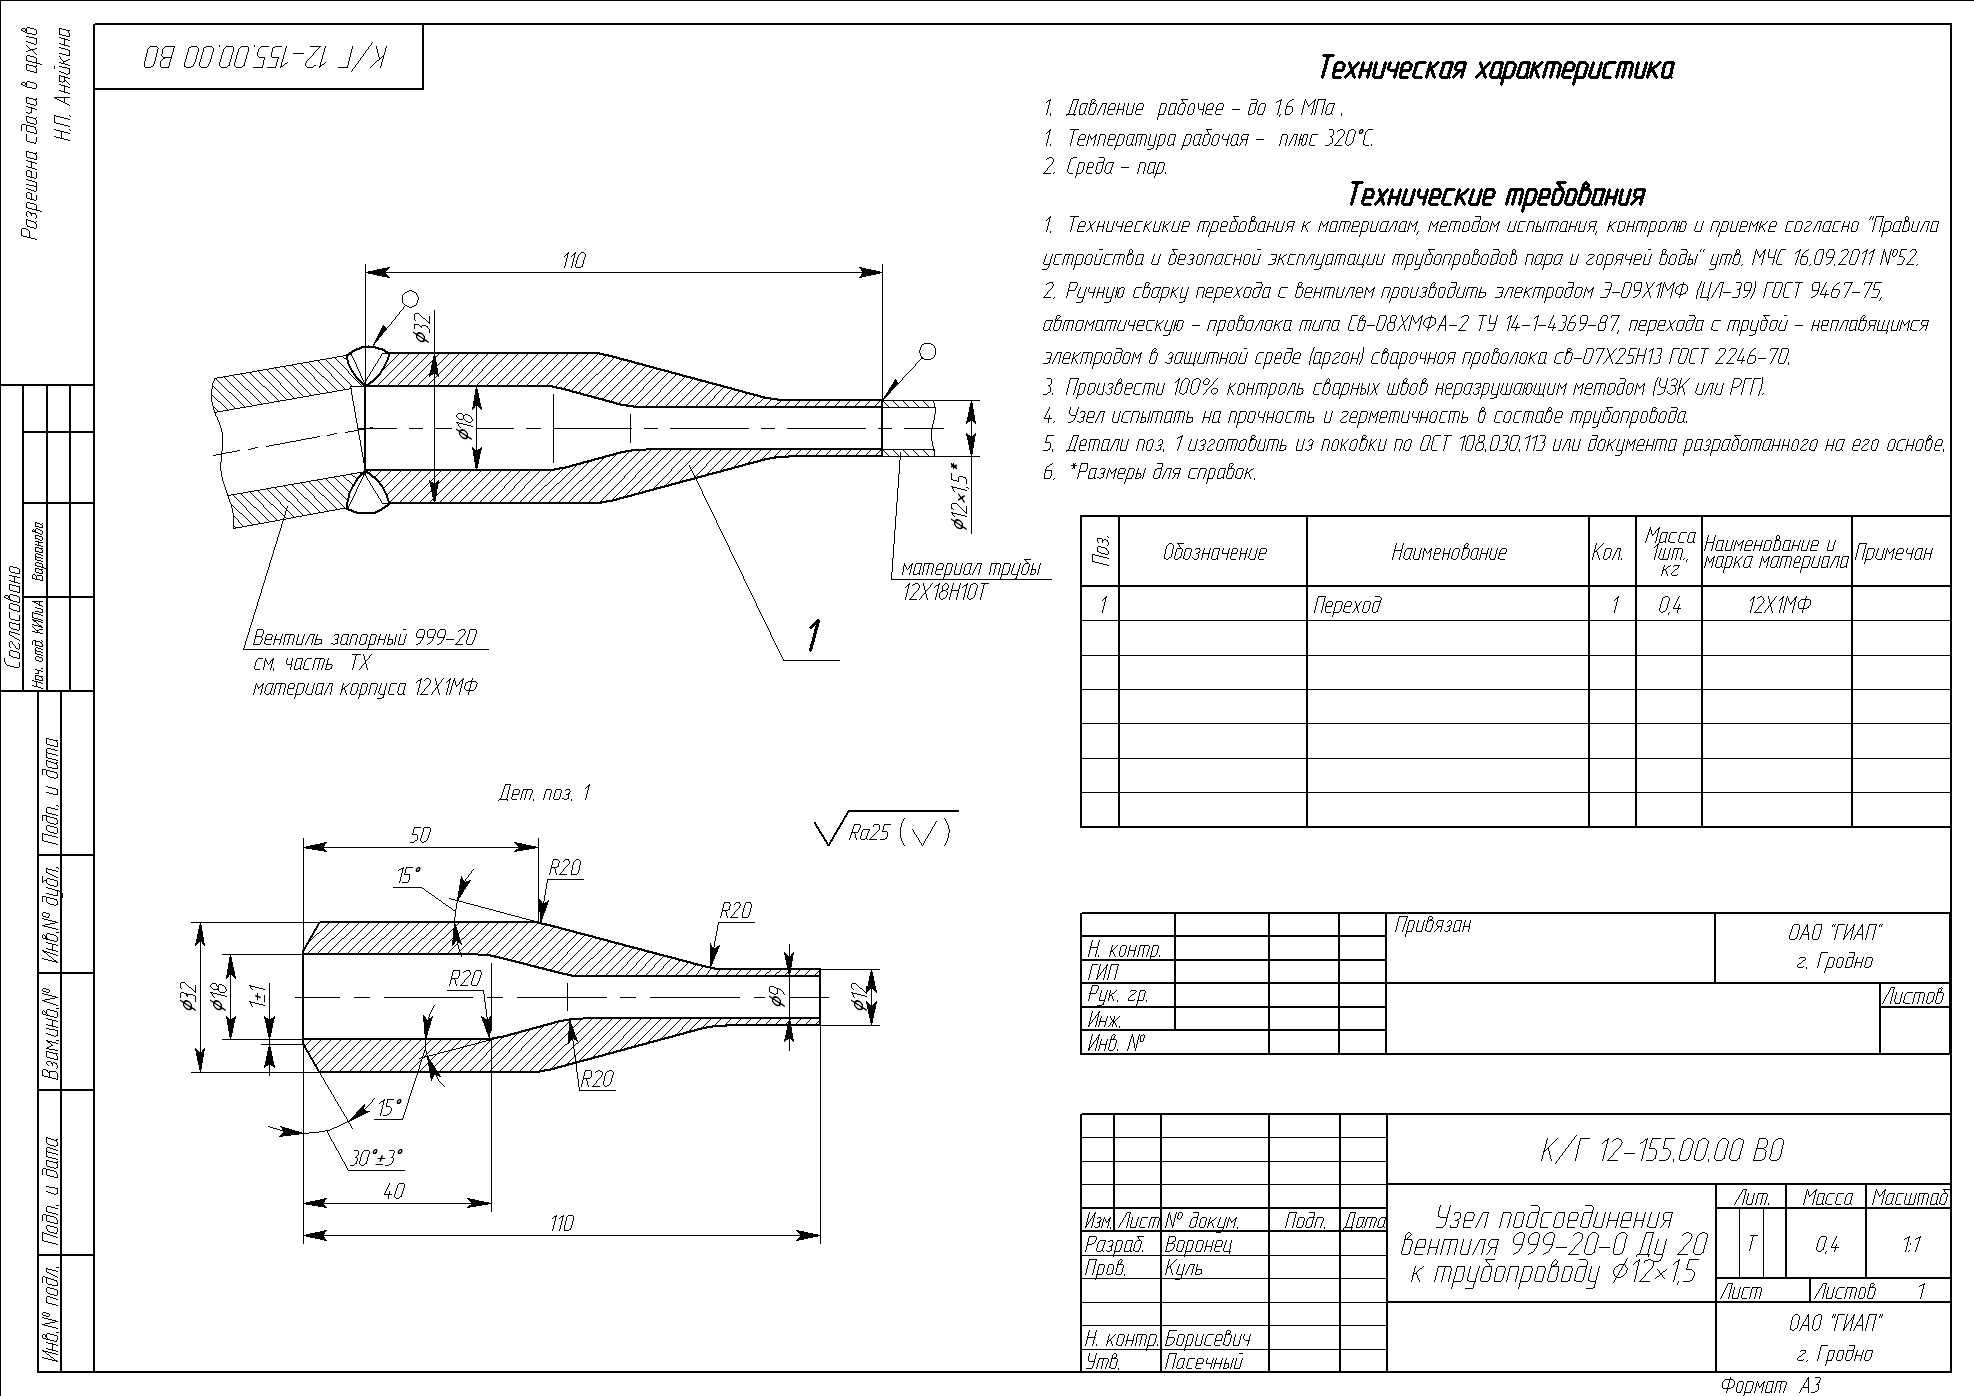 К/Г 12-155.00.00 В0
Разрешена сдача в архив
Н.П. Аняйкина
Техническая характеристика
1. Давление рабочее - до 1,6 МПа .
1. Температура рабочая - плюс 320°С.
2. Среда - пар.
Технические требования
1. Техническикие требования к материалам, методом испытания, контролю и приемке согласно "Правила
устройства и безопасной эксплуатации трубопроводов пара и горячей воды" утв. МЧС 16.09.2011 №52.
2. Ручную сварку перехода с вентилем производить электродом Э-09Х1МФ (ЦЛ-39) ГОСТ 9467-75,
автоматическую - проволока типа Св-08ХМФА-2 ТУ 14-1-4369-87, перехода с трубой - неплавящимся
электродом в защитной среде (аргон) сварочноя проволока св-07Х25Н13 ГОСТ 2246-70.
3. Произвести 100% контроль сварных швов неразрушающим методом (УЗК или РГГ).
4. Узел испытать на прочность и герметичность в составе трубопровода.
5. Детали поз. 1 изготовить из поковки по ОСТ 108.030.113 или документа разработанного на его основе.
6. *Размеры для справок.
110
ϕ32
ϕ18
ϕ12×1,5*
материал трубы
12Х18Н10Т
1
Вентиль запорный 999-20
см. часть ТХ
материал корпуса 12Х1МФ
Поз. Обозначение Наименование Кол. Масса 1шт., кг Наименование и марка материала Примечан
1 Переход 1 0,4 12Х1МФ
Дет. поз. 1
Ra25 (√)
50
15°
R20
R20
ϕ32
ϕ18
1±1
R20
ϕ9
ϕ12
R20
15°
30°±3°
40
110
Согласовано
Нач. отд. КИПиА Вартанова
Подп. и дата
Инв.№ дубл.
Взам.инв.№
Подп. и дата
Инв.№ подл.
Привязан
ОАО "ГИАП"
г. Гродно
Н. контр.
ГИП
Рук. гр.
Инж.
Инв. №
Листов
К/Г 12-155.00.00 В0
Изм. Лист № докум. Подп. Дата
Разраб. Воронец
Пров. Куль
Н. контр. Борисевич
Утв. Пасечный
Узел подсоединения
вентиля 999-20-0 Ду 20
к трубопроводу ϕ12×1,5
Лит. Масса Масштаб
Т 0,4 1:1
Лист Листов 1
ОАО "ГИАП"
г. Гродно
Формат А3